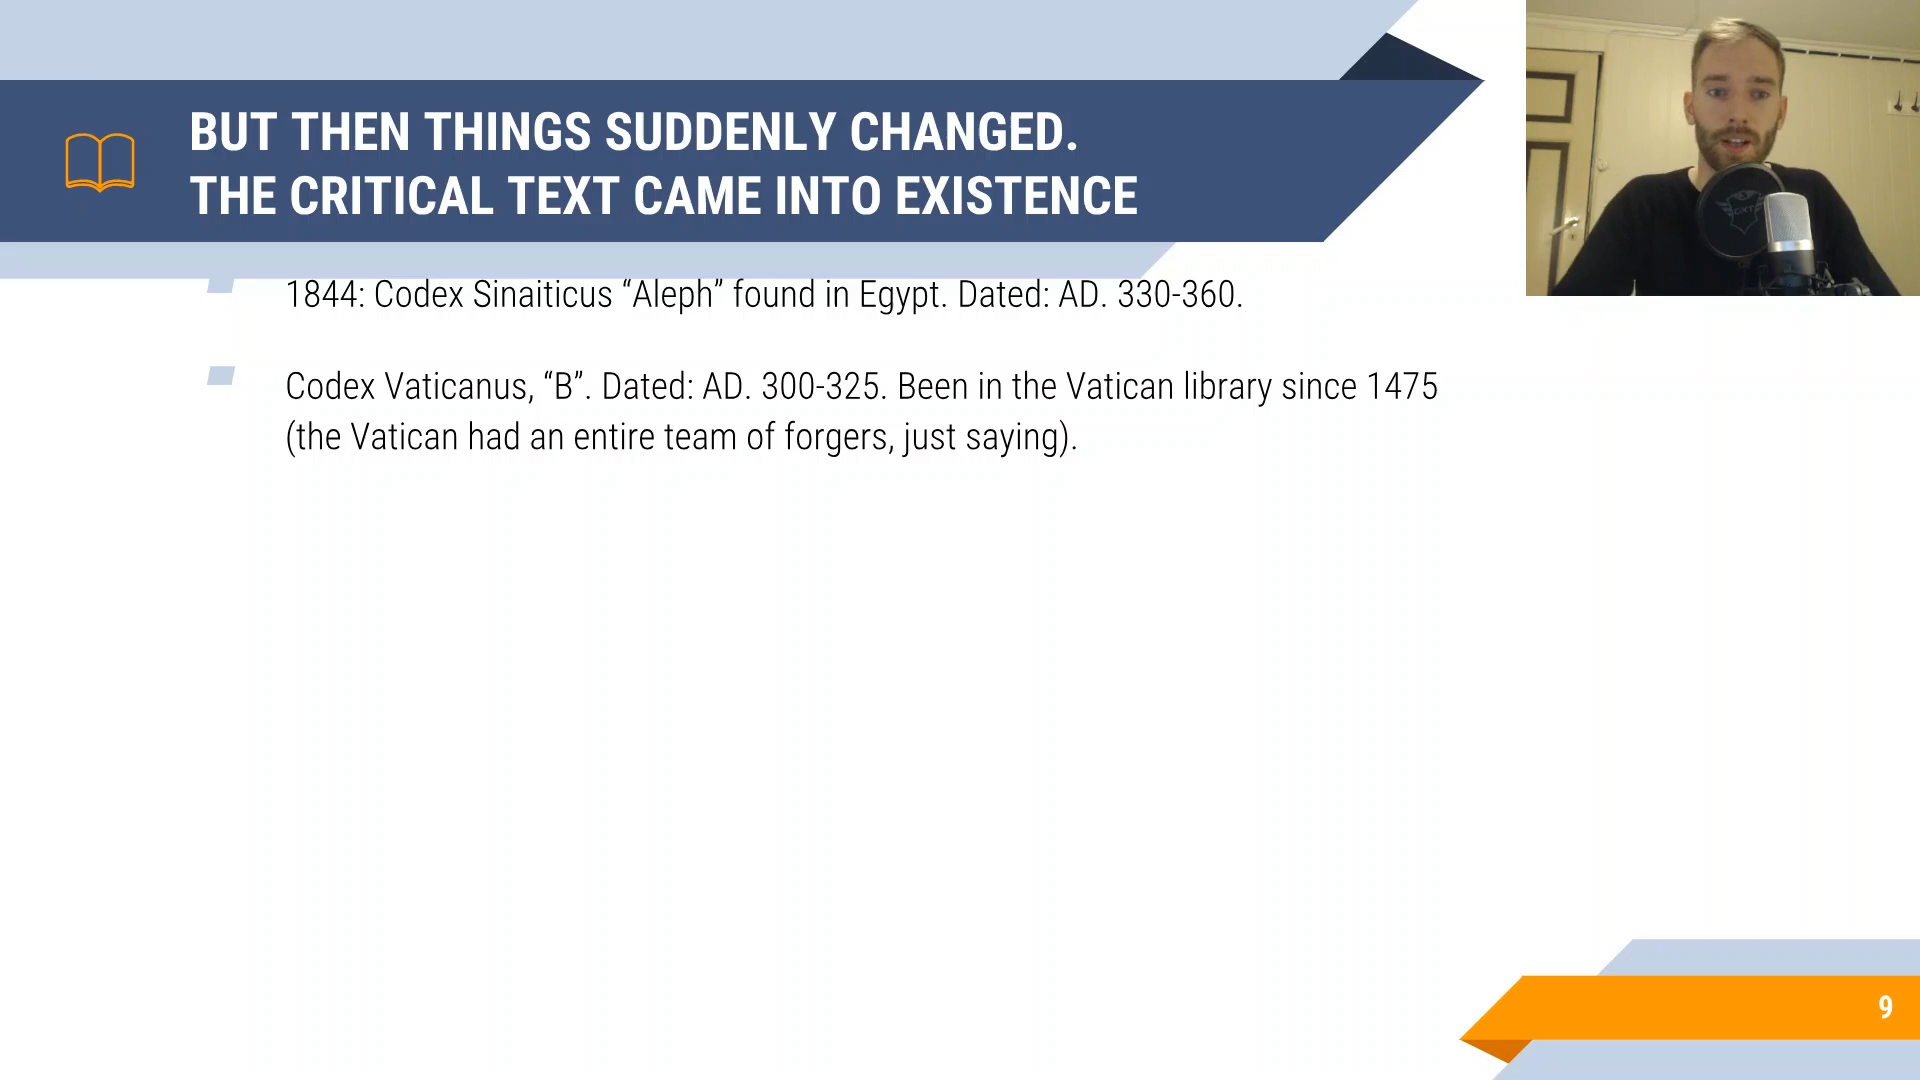 BUT THEN THINGS SUDDENLY CHANGED.
THE CRITICAL TEXT CAME INTO EXISTENCE
1844: Codex Sinaiticus “Aleph” found in Egypt. Dated: AD. 330-360.
Codex Vaticanus, “B”. Dated: AD. 300-325. Been in the Vatican library since 1475
(the Vatican had an entire team of forgers, just saying).
9